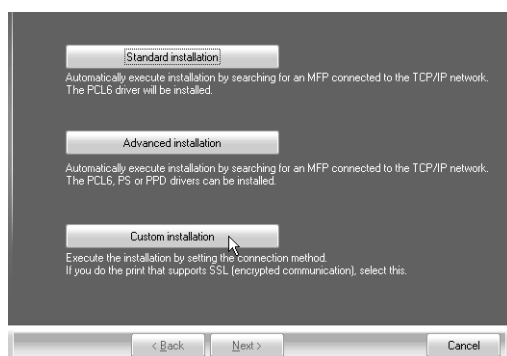 Standard installation
Automatically execute installation by searching for an MFP connected to the TCP/IP network.
The PCL6 driver will be installed.
Advanced installation
Automatically execute installation by searching for an MFP connected to the TCP/IP network.
The PCL6, PS or PPD drivers can be installed.
Custom installation
Execute the installation by setting the connection method.
If you do the print that supports SSL (encrypted communication), select this.
< Back Next > Cancel